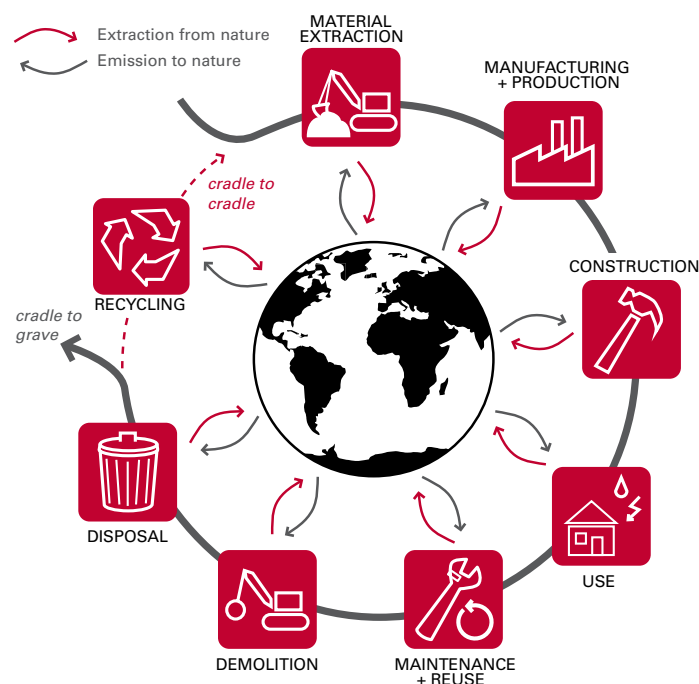 Extraction from nature
Emission to nature
MATERIAL
EXTRACTION
MANUFACTURING
+ PRODUCTION
cradle to
cradle
CONSTRUCTION
RECYCLING
cradle to
grave
DISPOSAL
USE
DEMOLITION
MAINTENANCE
+ REUSE